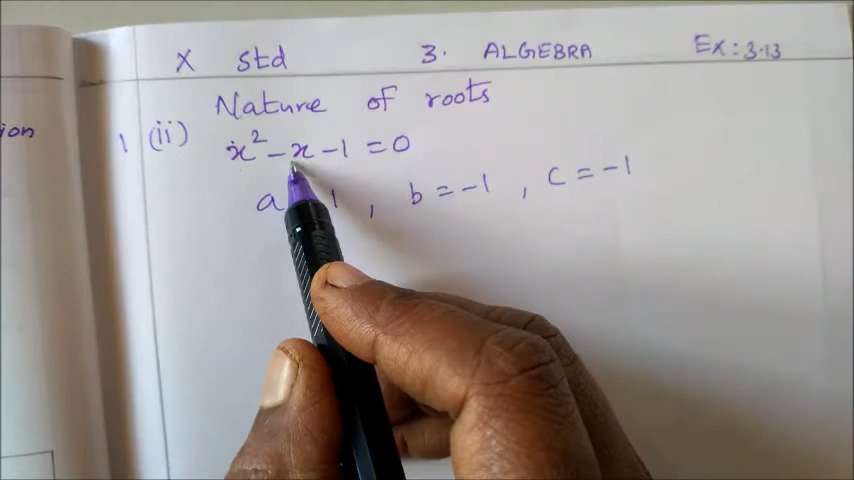 ion
X std 3. ALGEBRA Ex: 3.13
Nature of roots
1 (ii) x² - x - 1 = 0
a 1 , b = -1 , c = -1